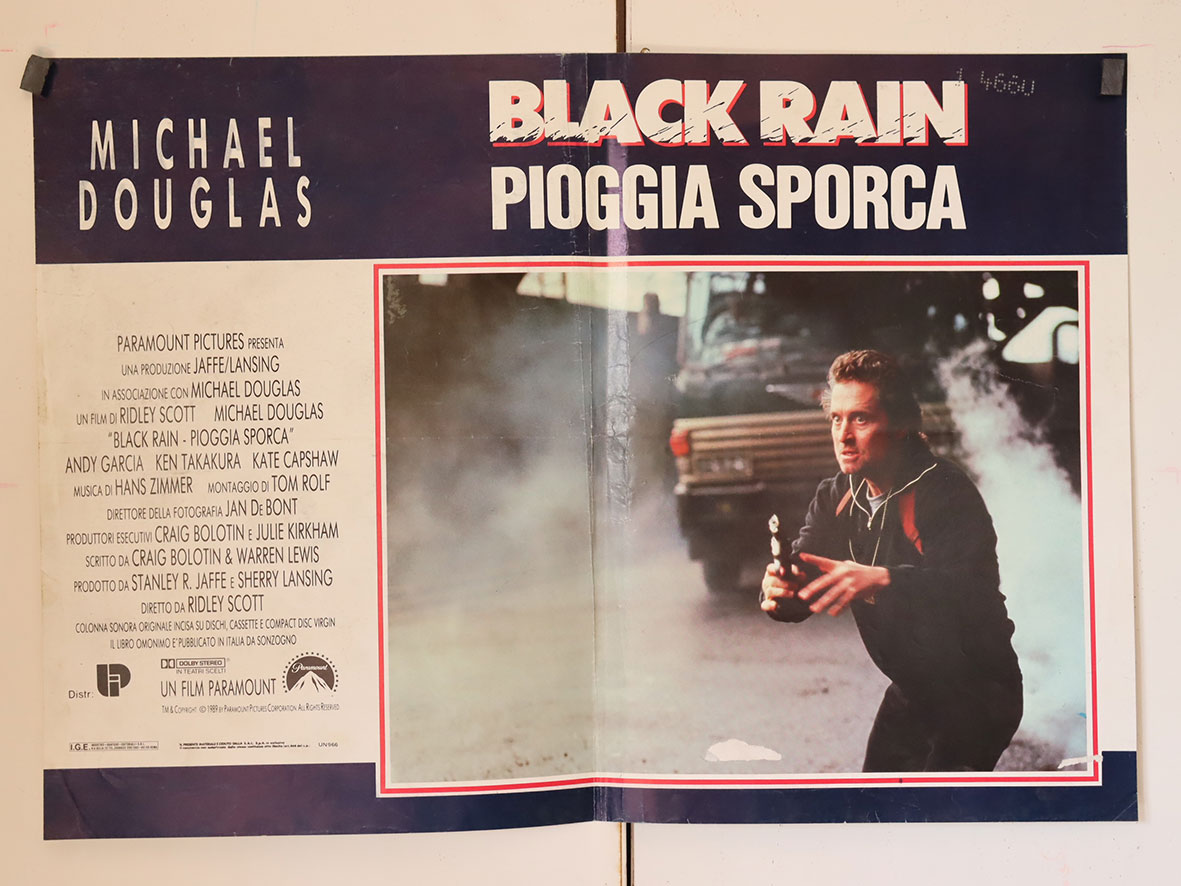 MICHAEL
DOUGLAS
BLACK RAIN
1 4660
PIOGGIA SPORCA
PARAMOUNT PICTURES PRESENTA
UNA PRODUZIONE JAFFE/LANSING
IN ASSOCIAZIONE CON MICHAEL DOUGLAS
UN FILM DI RIDLEY SCOTT MICHAEL DOUGLAS
"BLACK RAIN - PIOGGIA SPORCA"
ANDY GARCIA KEN TAKAKURA KATE CAPSHAW
MUSICA DI HANS ZIMMER MONTAGGIO DI TOM ROLF
DIRETTORE DELLA FOTOGRAFIA JAN DE BONT
PRODUTTORI ESECUTIVI CRAIG BOLOTIN E JULIE KIRKHAM
SCRITTO DA CRAIG BOLOTIN & WARREN LEWIS
PRODOTTO DA STANLEY R. JAFFE E SHERRY LANSING
DIRETTO DA RIDLEY SCOTT
COLONNA SONORA ORIGINALE INCISA SU DISCHI, CASSETTE E COMPACT DISC VIRGIN
IL LIBRO OMONIMO E' PUBBLICATO IN ITALIA DA SONZOGNO
Distr:
DOLBY STEREO
IN TEATRI SCELTI
UN FILM PARAMOUNT
Paramount
TM & COPYRIGHT © 1989 BY PARAMOUNT PICTURES CORPORATION. ALL RIGHTS RESERVED
I.G.E.
UN566